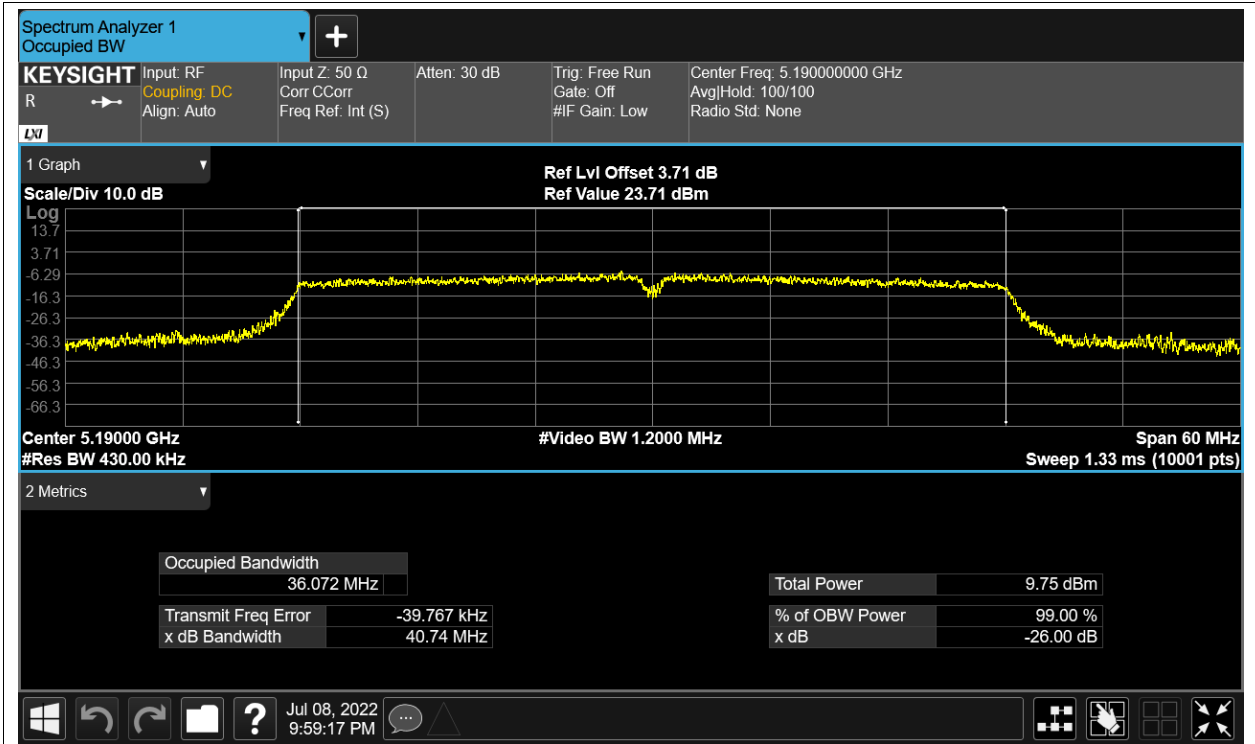 Spectrum Analyzer 1
Occupied BW
+
KEYSIGHT Input: RF Input Z: 50 Ω Atten: 30 dB Trig: Free Run Center Freq: 5.190000000 GHz
R Coupling: DC Corr CCorr Gate: Off Avg|Hold: 100/100
Align: Auto Freq Ref: Int (S) #IF Gain: Low Radio Std: None
LXI
1 Graph
Ref Lvl Offset 3.71 dB
Scale/Div 10.0 dB Ref Value 23.71 dBm
Log
13.7
3.71
-6.29
-16.3
-26.3
-36.3
-46.3
-56.3
-66.3
Center 5.19000 GHz #Video BW 1.2000 MHz Span 60 MHz
#Res BW 430.00 kHz Sweep 1.33 ms (10001 pts)
2 Metrics
Occupied Bandwidth
36.072 MHz Total Power 9.75 dBm
Transmit Freq Error -39.767 kHz % of OBW Power 99.00 %
x dB Bandwidth 40.74 MHz x dB -26.00 dB
? Jul 08, 2022
9:59:17 PM